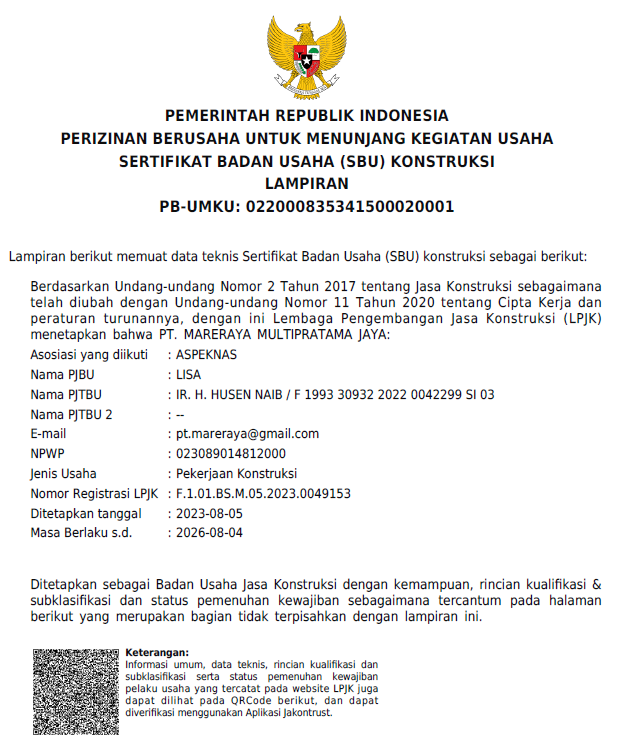 PEMERINTAH REPUBLIK INDONESIA
PERIZINAN BERUSAHA UNTUK MENUNJANG KEGIATAN USAHA
SERTIFIKAT BADAN USAHA (SBU) KONSTRUKSI
LAMPIRAN
PB-UMKU: 022000835341500020001
Lampiran berikut memuat data teknis Sertifikat Badan Usaha (SBU) konstruksi sebagai berikut:
Berdasarkan Undang-undang Nomor 2 Tahun 2017 tentang Jasa Konstruksi sebagaimana
telah diubah dengan Undang-undang Nomor 11 Tahun 2020 tentang Cipta Kerja dan
peraturan turunannya, dengan ini Lembaga Pengembangan Jasa Konstruksi (LPJK)
menetapkan bahwa PT. MARERAYA MULTIPRATAMA JAYA:
Asosiasi yang diikuti : ASPEKNAS
Nama PJBU : LISA
Nama PJTBU : IR. H. HUSEN NAIB / F 1993 30932 2022 0042299 SI 03
Nama PJTBU 2 : --
E-mail : pt.mareraya@gmail.com
NPWP : 023089014812000
Jenis Usaha : Pekerjaan Konstruksi
Nomor Registrasi LPJK : F.1.01.BS.M.05.2023.0049153
Ditetapkan tanggal : 2023-08-05
Masa Berlaku s.d. : 2026-08-04
Ditetapkan sebagai Badan Usaha Jasa Konstruksi dengan kemampuan, rincian kualifikasi &
subklasifikasi dan status pemenuhan kewajiban sebagaimana tercantum pada halaman
berikut yang merupakan bagian tidak terpisahkan dengan lampiran ini.
Keterangan:
Informasi umum, data teknis, rincian kualifikasi dan
subklasifikasi serta status pemenuhan kewajiban
pelaku usaha yang tercatat pada website LPJK juga
dapat dilihat pada QRCode berikut, dan dapat
diverifikasi menggunakan Aplikasi Jakontrust.